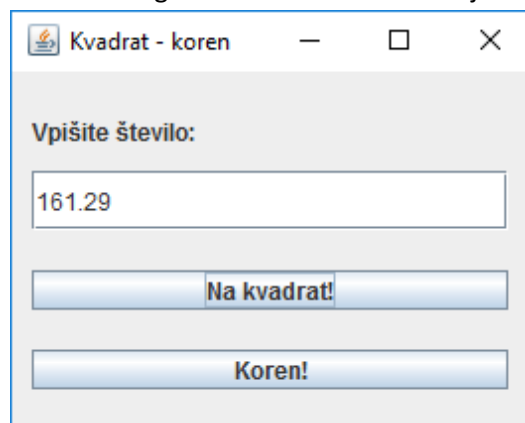 Kvadrat - koren
Vpišite število:
161.29
Na kvadrat!
Koren!